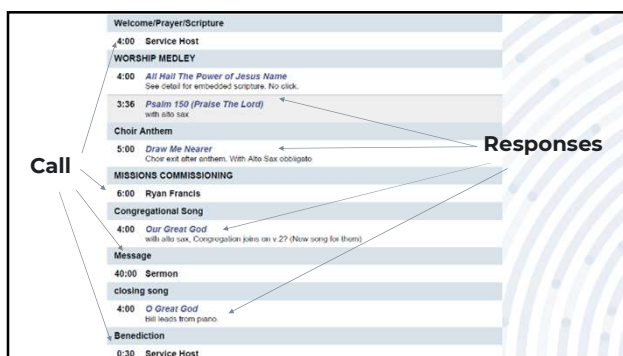 Welcome/Prayer/Scripture
4:00 Service Host
WORSHIP MEDLEY
4:00 All Hail The Power of Jesus Name
See detail for embedded scripture. No click.
3:36 Psalm 150 (Praise The Lord)
with alto sax
Choir Anthem
5:00 Draw Me Nearer
Choir exit after anthem. With Alto Sax obbligato
MISSIONS COMMISSIONING
6:00 Ryan Francis
Congregational Song
4:00 Our Great God
with alto sax, Congregation joins on v.2? (New song for them)
Message
40:00 Sermon
closing song
4:00 O Great God
Bill leads from piano.
Benediction
0:30 Service Host
Call
Responses